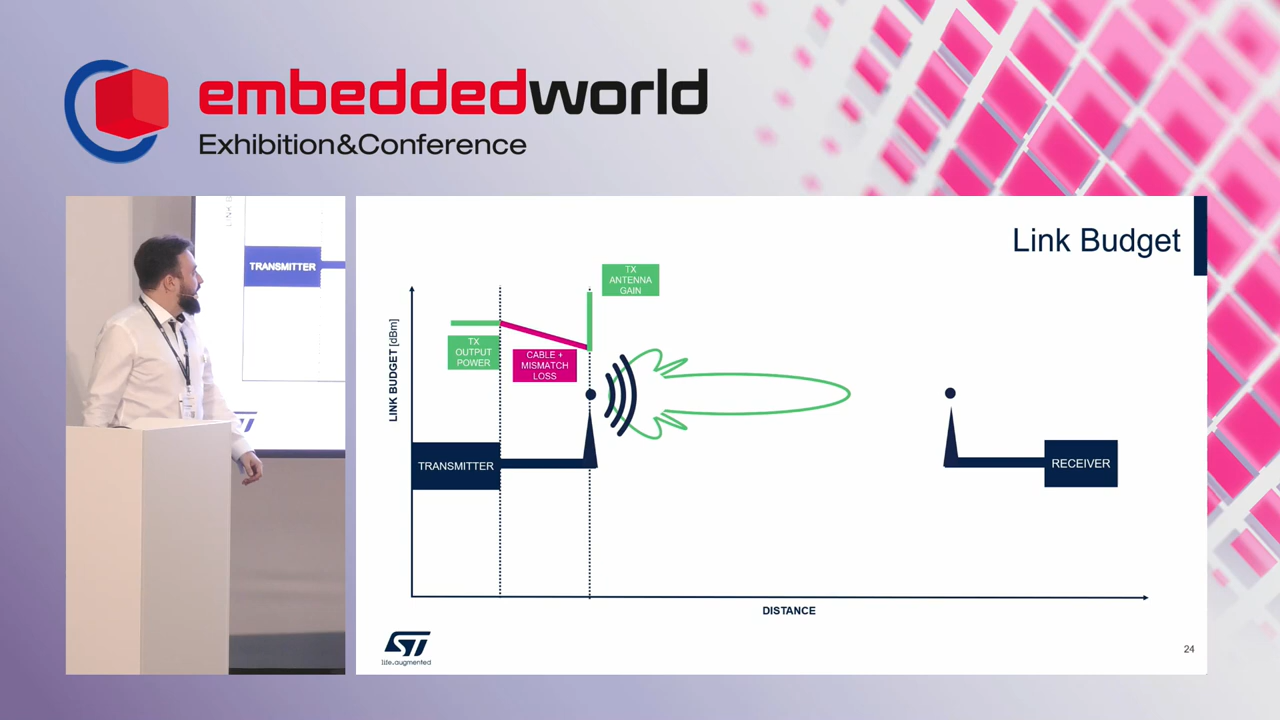 embeddedworld
Exhibition&Conference
TRANSMITTER
Link Budget
TX
ANTENNA
GAIN
LINK BUDGET [dBm]
TX
OUTPUT
POWER
CABLE +
MISMATCH
LOSS
TRANSMITTER
RECEIVER
DISTANCE
ST
life.augmented
24